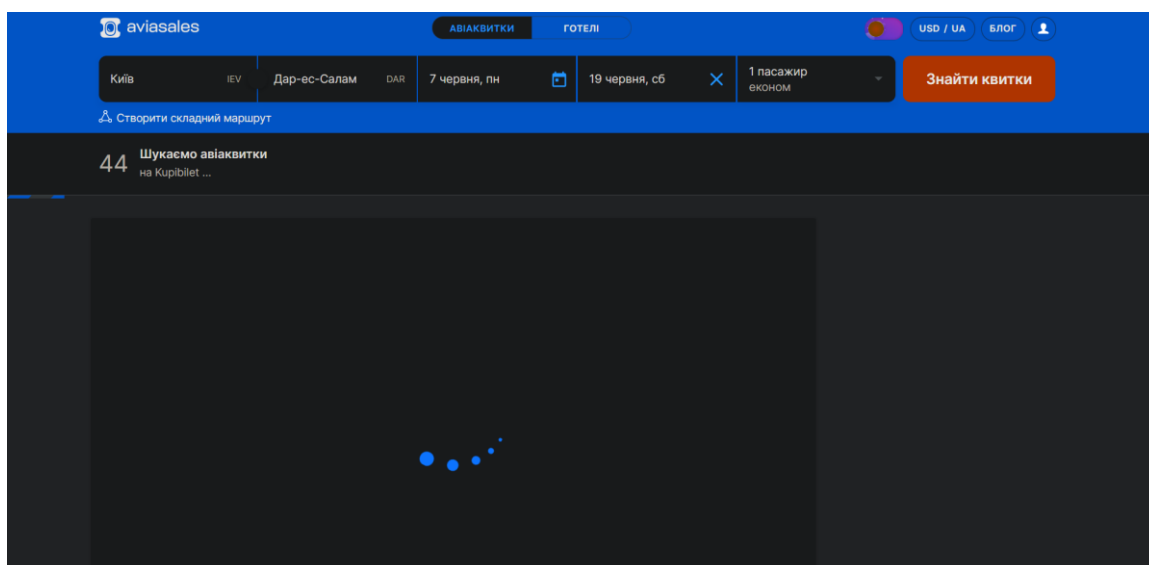 aviasales
АВІАКВИТКИ ГОТЕЛІ
USD / UA БЛОГ
Київ IEV Дар-ес-Салам DAR 7 червня, пн 19 червня, сб 1 пасажир
економ
Знайти квитки
Створити складний маршрут
44 Шукаємо авіаквитки
на Kupibilet ...